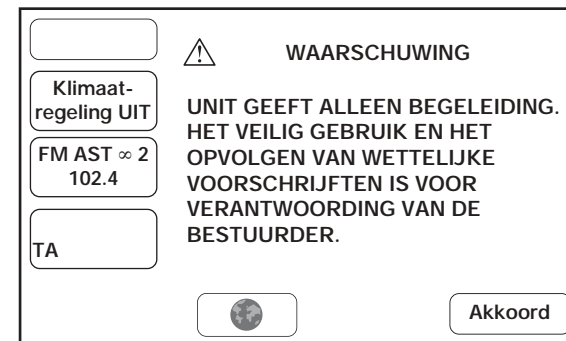 WAARSCHUWING
Klimaat-
regeling UIT
FM AST ∞ 2
102.4
TA
UNIT GEEFT ALLEEN BEGELEIDING.
HET VEILIG GEBRUIK EN HET
OPVOLGEN VAN WETTELIJKE
VOORSCHRIJFTEN IS VOOR
VERANTWOORDING VAN DE
BESTUURDER.
Akkoord